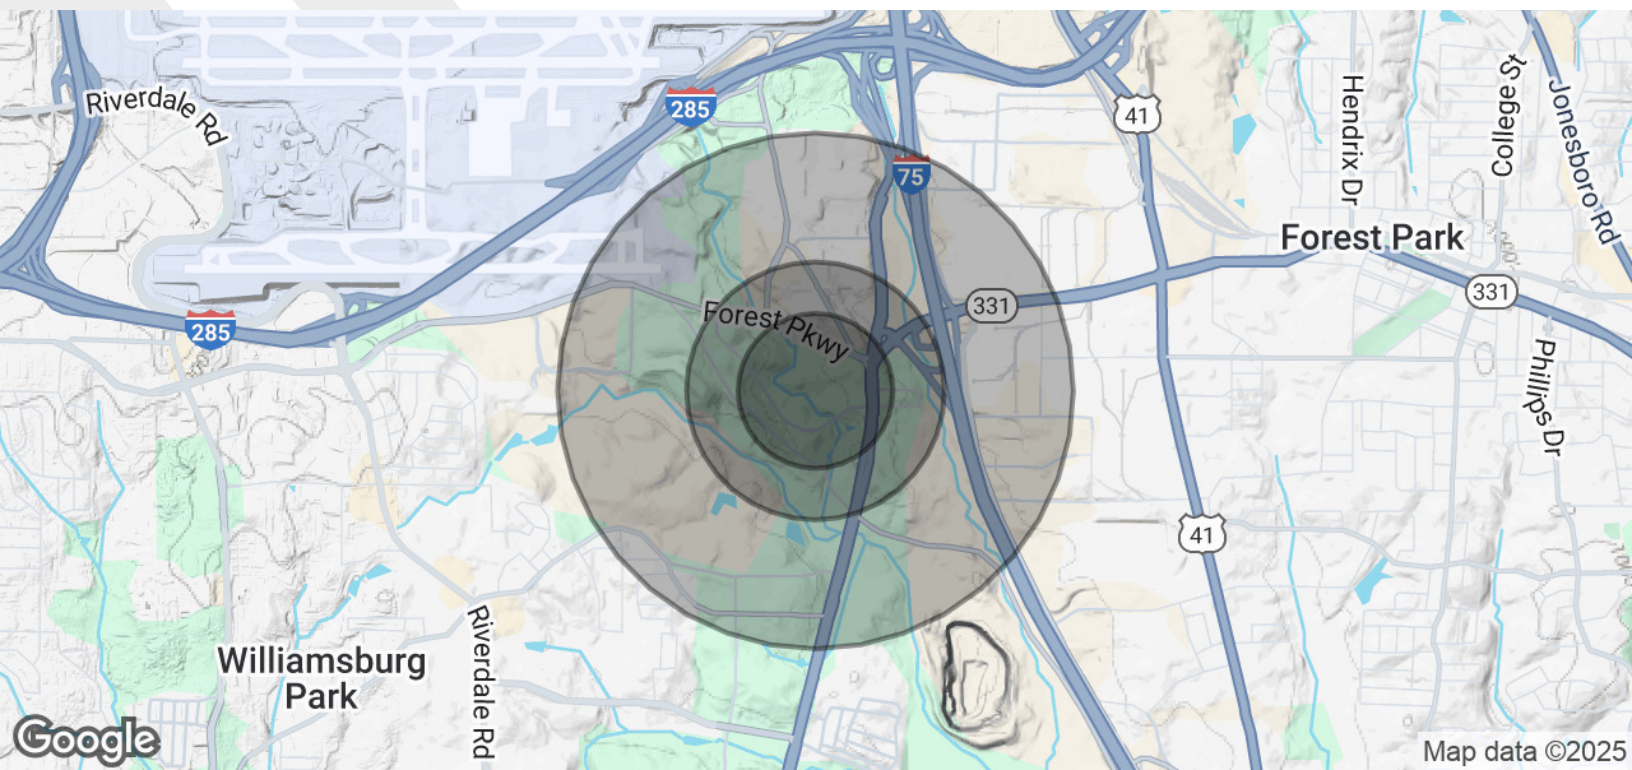 Riverdale Rd
285
41
75
Hendrix Dr
College St
Jonesboro Rd
Forest Park
331
331
Forest Pkwy
285
Phillips Dr
41
Williamsburg
Park
Riverdale Rd
Google
Map data ©2025